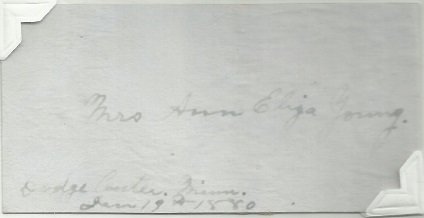 Mrs Ann Eliza Young.
Dodge Center. Minn.
Jan 19th 1880.